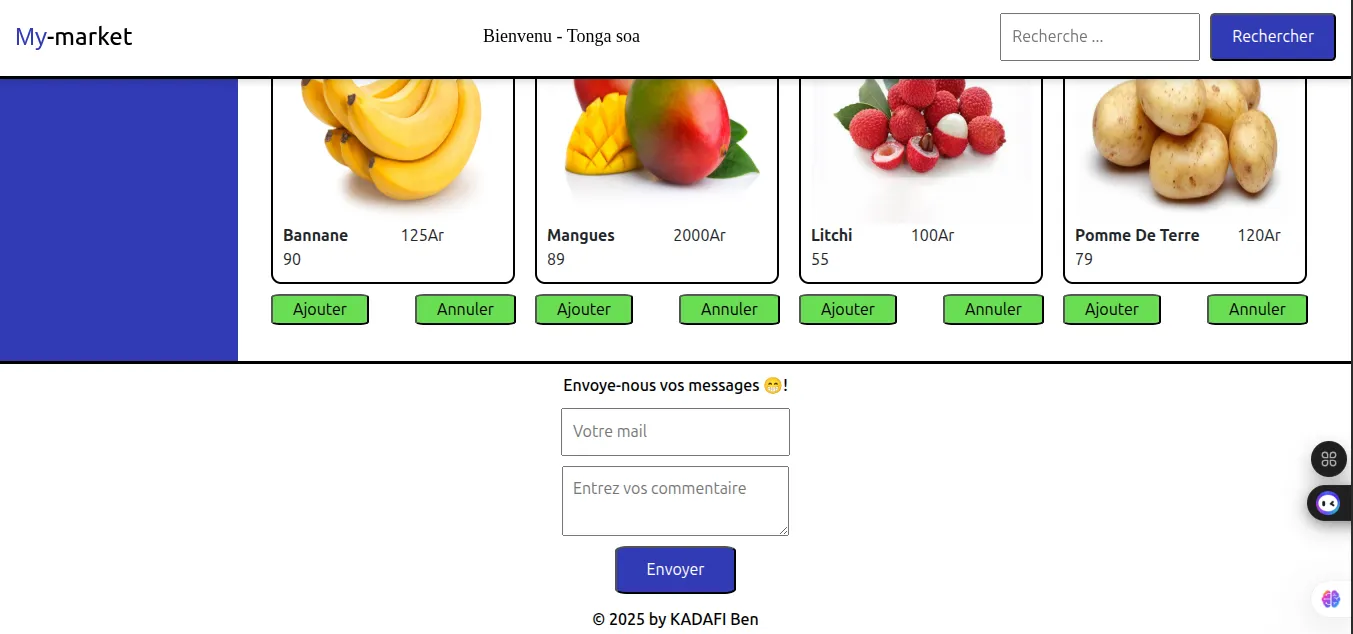 My-market Bienvenu - Tonga soa Recherche ... Rechercher
Bannane 125Ar Mangues 2000Ar Litchi 100Ar Pomme De Terre 120Ar
90 89 55 79
Ajouter Annuler Ajouter Annuler Ajouter Annuler Ajouter Annuler
Envoye-nous vos messages 😁!
Votre mail
Entrez vos commentaire
Envoyer
© 2025 by KADAFI Ben